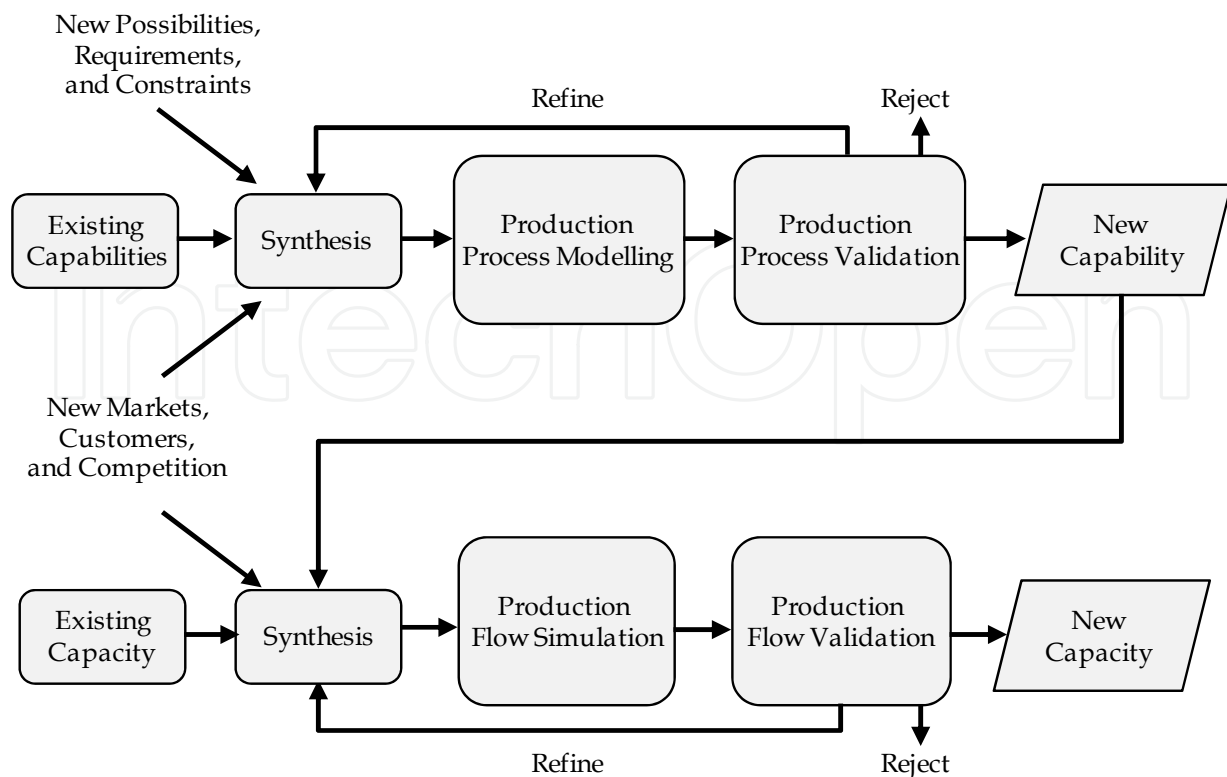 New Possibilities,
Requirements,
and Constraints
Refine
Reject
Existing
Capabilities
Synthesis
Production
Process Modelling
Production
Process Validation
New
Capability
IntechOpen
New Markets,
Customers,
and Competition
Existing
Capacity
Synthesis
Production
Flow Simulation
Production
Flow Validation
New
Capacity
Refine
Reject